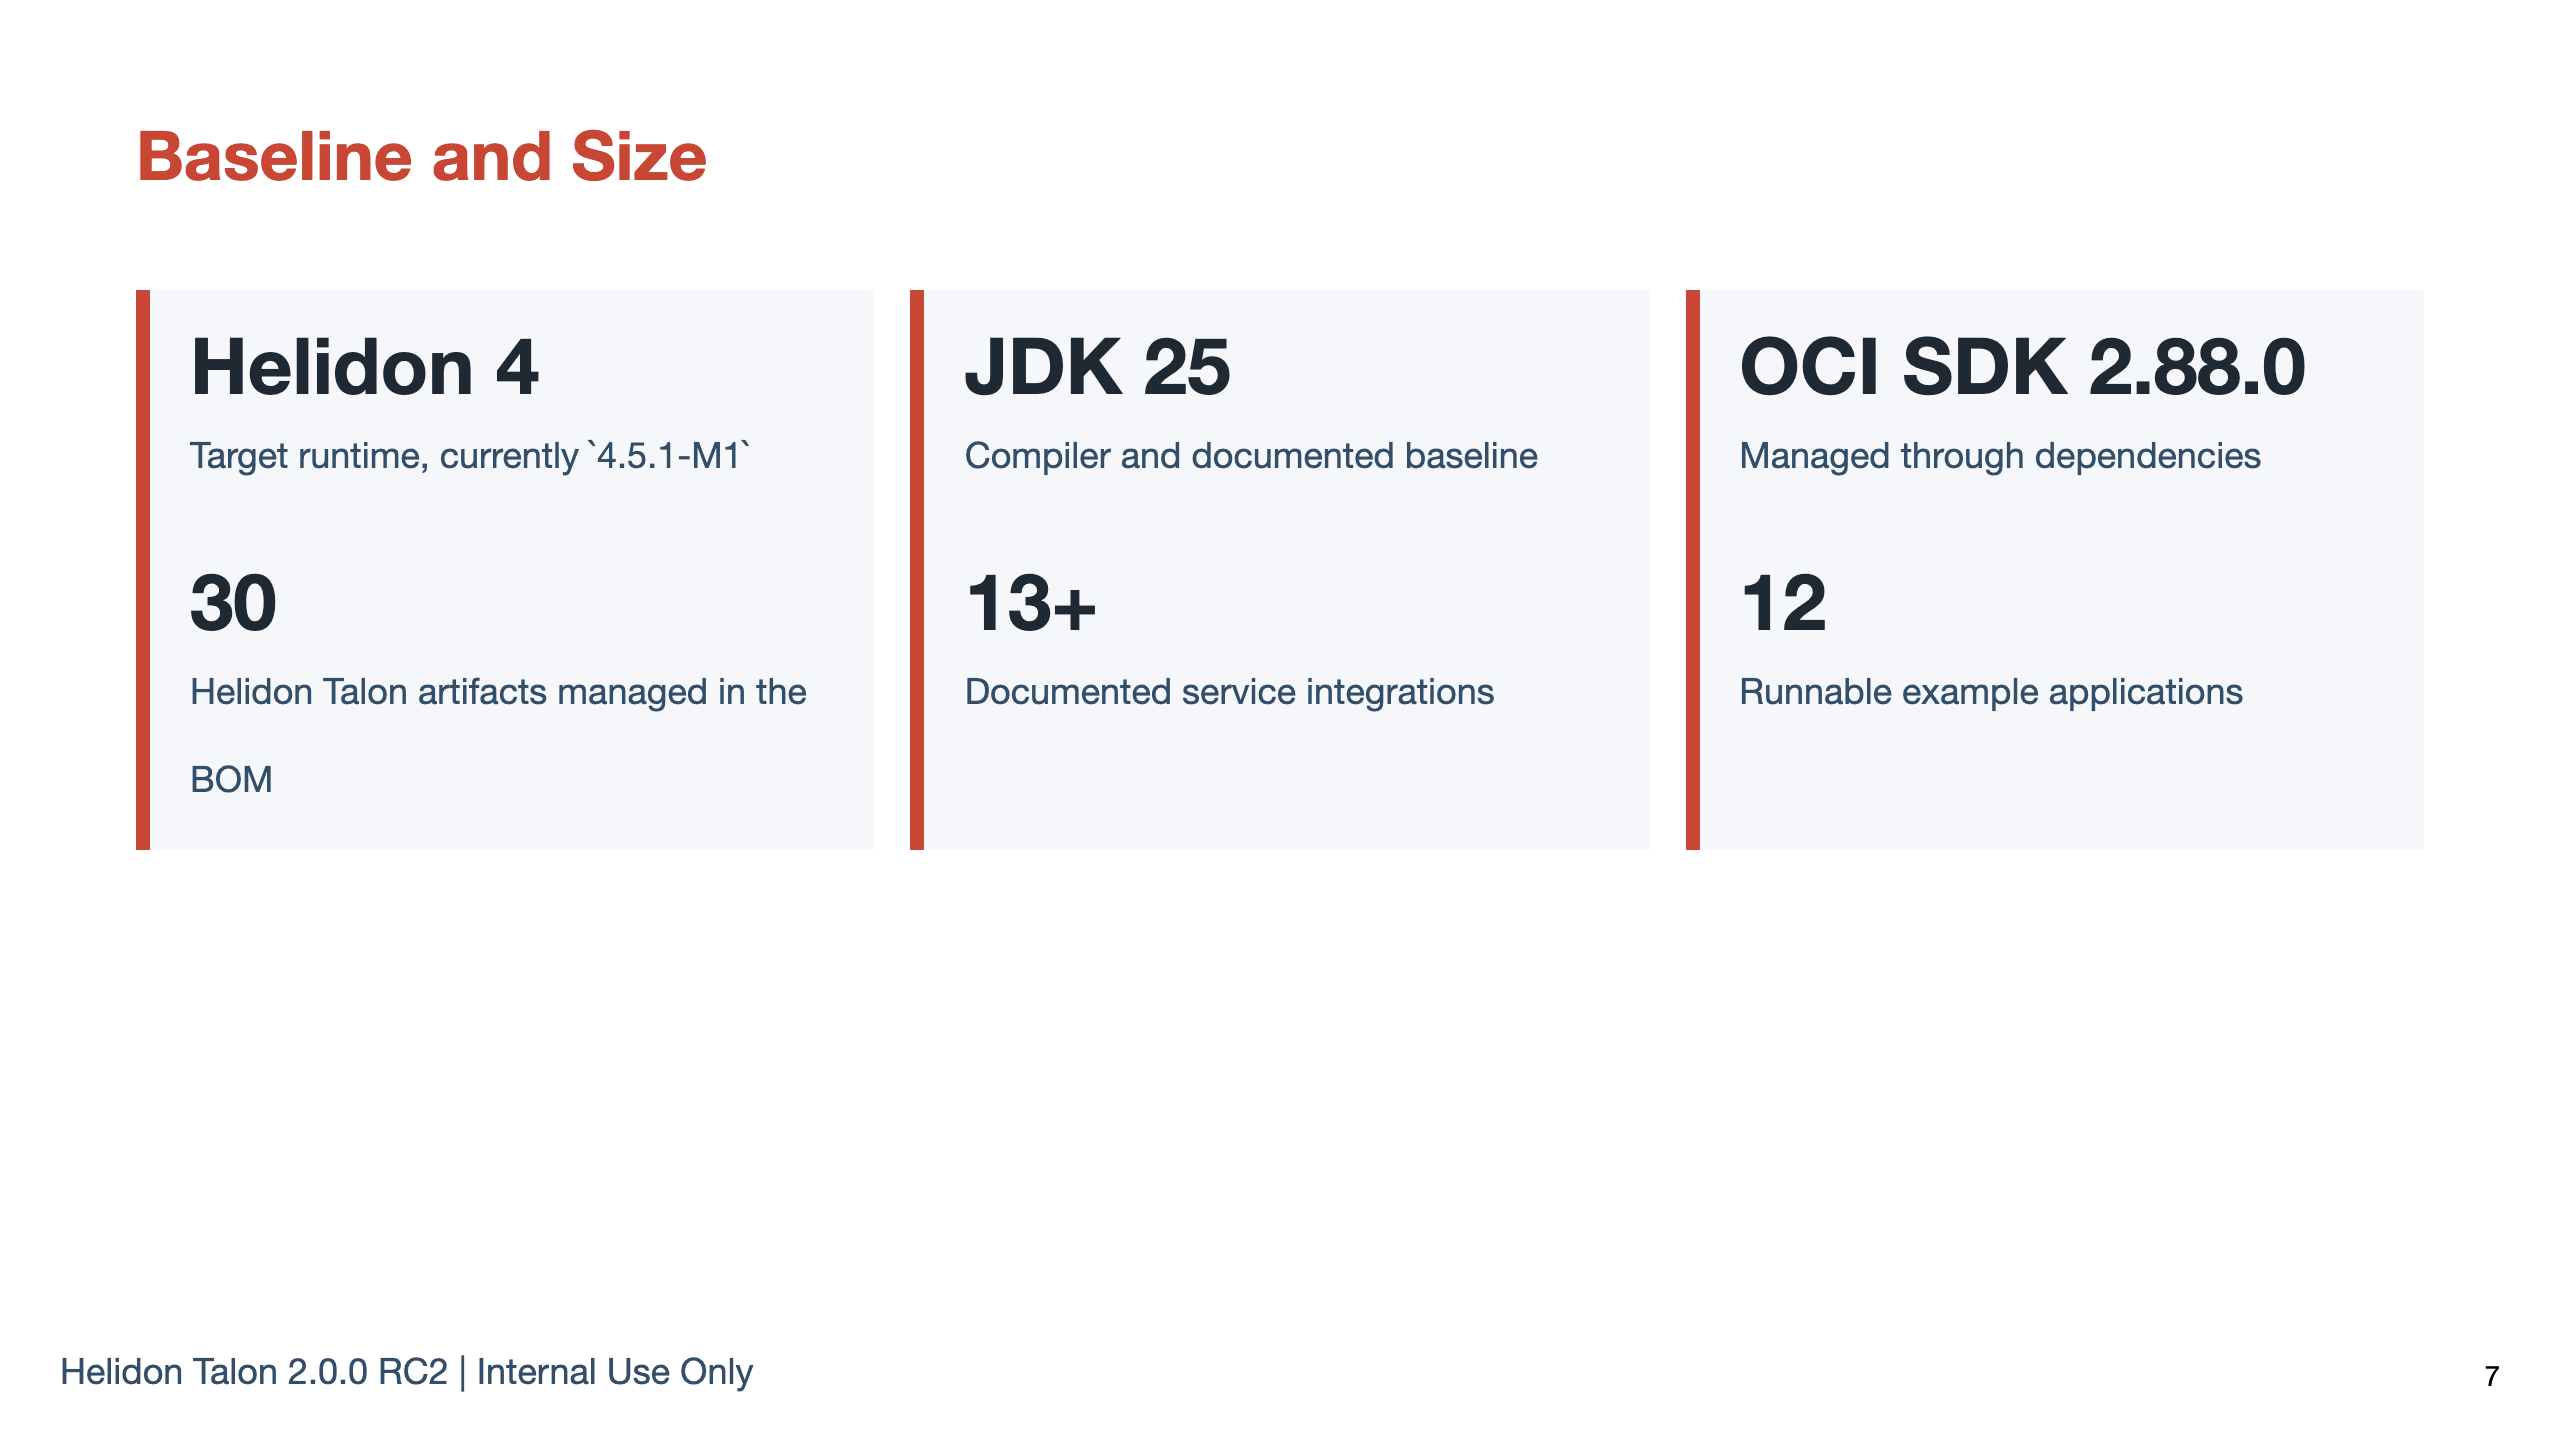 Baseline and Size
Helidon 4
Target runtime, currently `4.5.1-M1`
30
Helidon Talon artifacts managed in the
BOM
JDK 25
Compiler and documented baseline
13+
Documented service integrations
OCI SDK 2.88.0
Managed through dependencies
12
Runnable example applications
Helidon Talon 2.0.0 RC2 | Internal Use Only
7